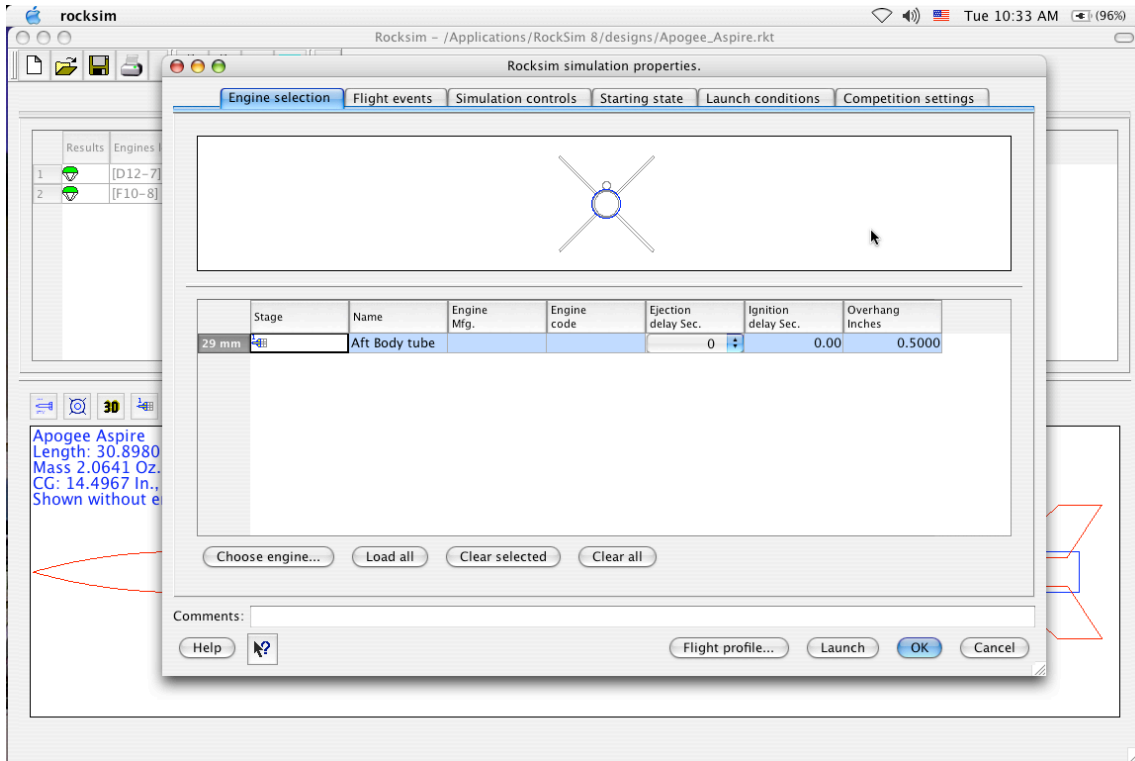 rocksim
Tue 10:33 AM
(96%)
Rocksim - /Applications/RockSim 8/designs/Apogee_Aspire.rkt
Rocksim simulation properties.
Engine selection
Flight events
Simulation controls
Starting state
Launch conditions
Competition settings
Results
Engines
1
[D12-7]
2
[F10-8]
Stage
Name
Engine
Mfg.
Engine
code
Ejection
delay Sec.
Ignition
delay Sec.
Overhang
Inches
29 mm
1
Aft Body tube
0
0.00
0.5000
3D
1
Apogee Aspire
Length: 30.8980
Mass 2.0641 Oz.
CG: 14.4967 In.,
Shown without
Choose engine...
Load all
Clear selected
Clear all
Comments:
Help
?
Flight profile...
Launch
OK
Cancel